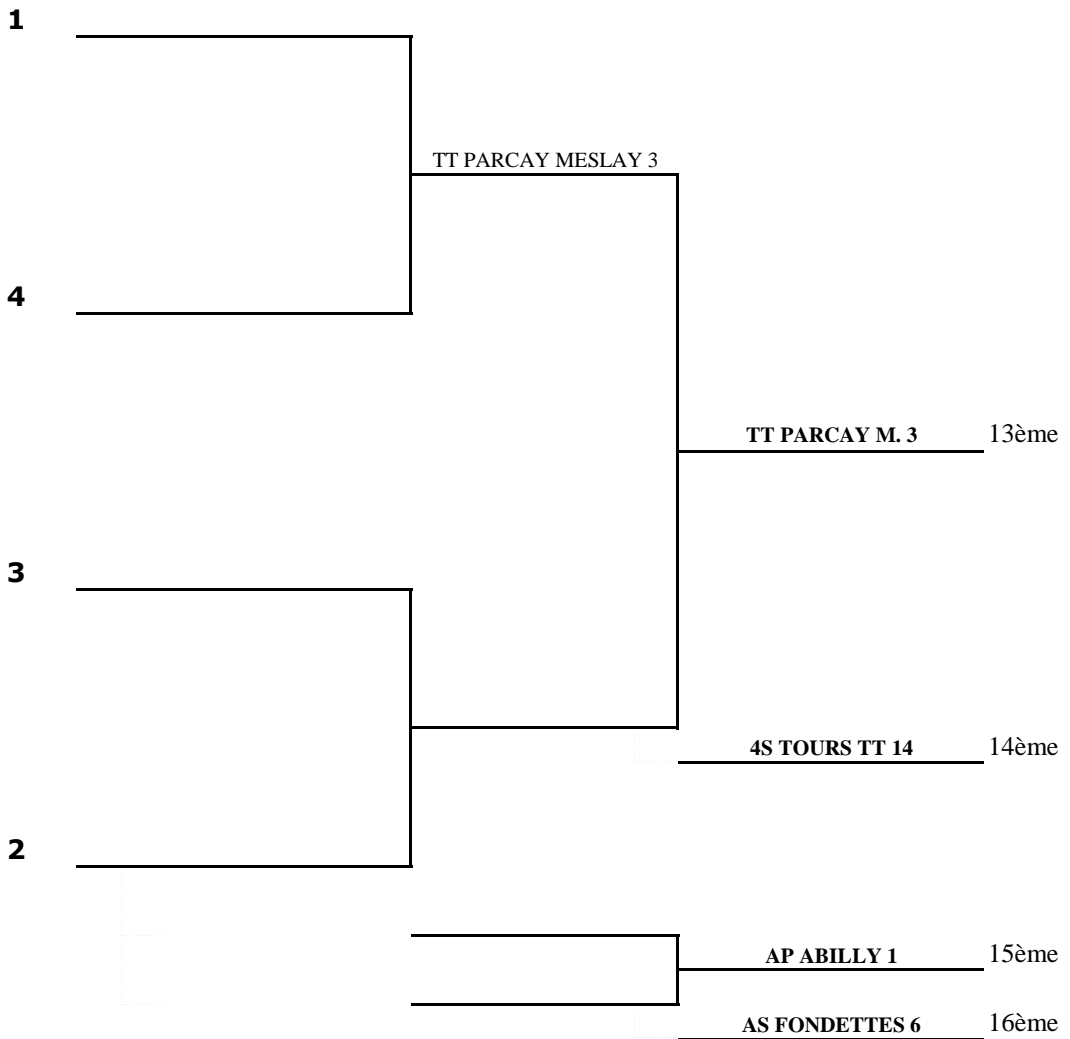 1
TT PARCAY MESLAY 3
4
TT PARCAY M. 3 13ème
3
4S TOURS TT 14 14ème
2
AP ABILLY 1 15ème
AS FONDETTES 6 16ème